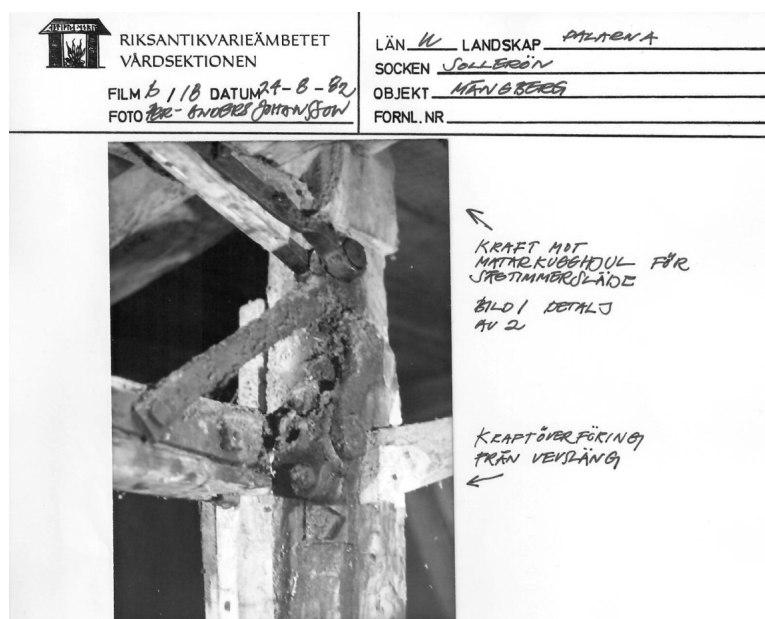 RIKSANTIKVARIEÄMBETET
VÅRDSEKTIONEN
FILM 6 / 18 DATUM 24-8-82
FOTO PER-ANDERS JOHANSSON
LÄN W LANDSKAP DALARNA
SOCKEN SOLLERÖN
OBJEKT MÅNGBERG
FORNL. NR
KRAFT MOT
MATARKUGGHJUL FÖR
SÅGTIMMERSLÄDE
BILD 1 DETALJ
AV 2
KRAFTÖVERFÖRING
FRÅN VEVSLÄNG